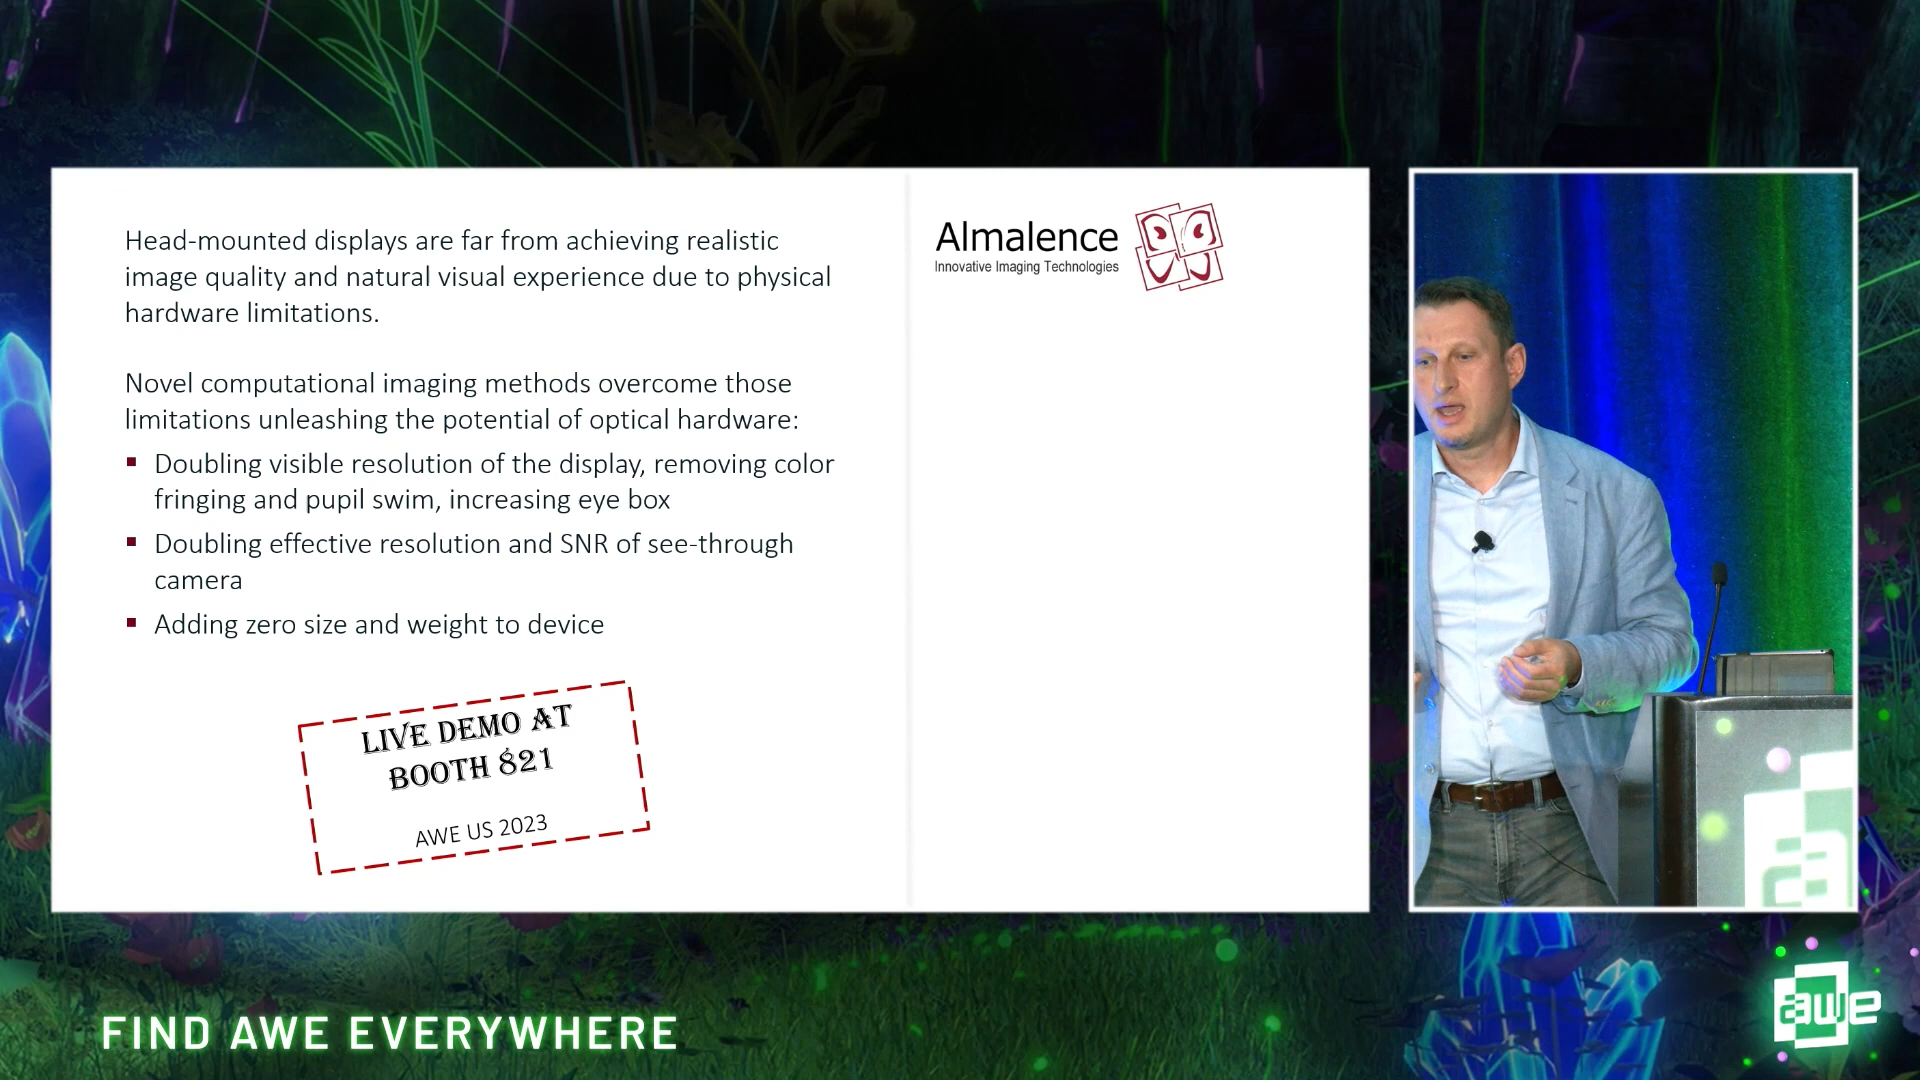 Head-mounted displays are far from achieving realistic
image quality and natural visual experience due to physical
hardware limitations.
Novel computational imaging methods overcome those
limitations unleashing the potential of optical hardware:
Doubling visible resolution of the display, removing color
fringing and pupil swim, increasing eye box
Doubling effective resolution and SNR of see-through
camera
Adding zero size and weight to device
LIVE DEMO AT
BOOTH 821
AWE US 2023
Almalence
Innovative Imaging Technologies
FIND AWE EVERYWHERE
awe